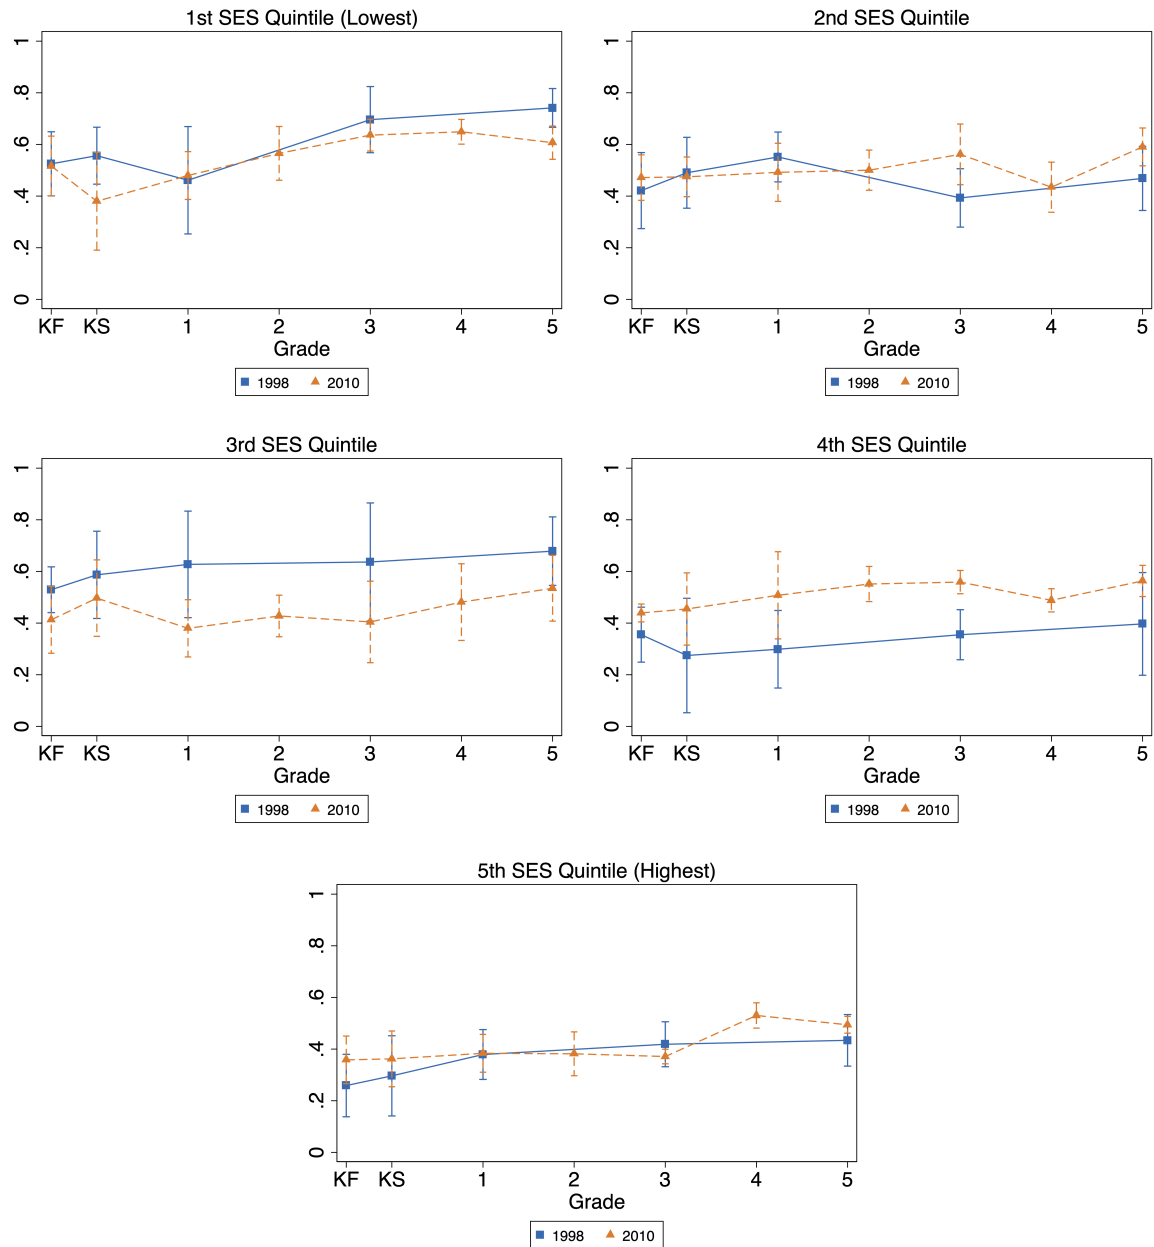 1st SES Quintile (Lowest)
1
.8
.6
.4
.2
0
KF KS 1 2 3 4 5
Grade
1998 2010
2nd SES Quintile
1
.8
.6
.4
.2
0
KF KS 1 2 3 4 5
Grade
1998 2010
3rd SES Quintile
1
.8
.6
.4
.2
0
KF KS 1 2 3 4 5
Grade
1998 2010
4th SES Quintile
1
.8
.6
.4
.2
0
KF KS 1 2 3 4 5
Grade
1998 2010
5th SES Quintile (Highest)
1
.8
.6
.4
.2
0
KF KS 1 2 3 4 5
Grade
1998 2010